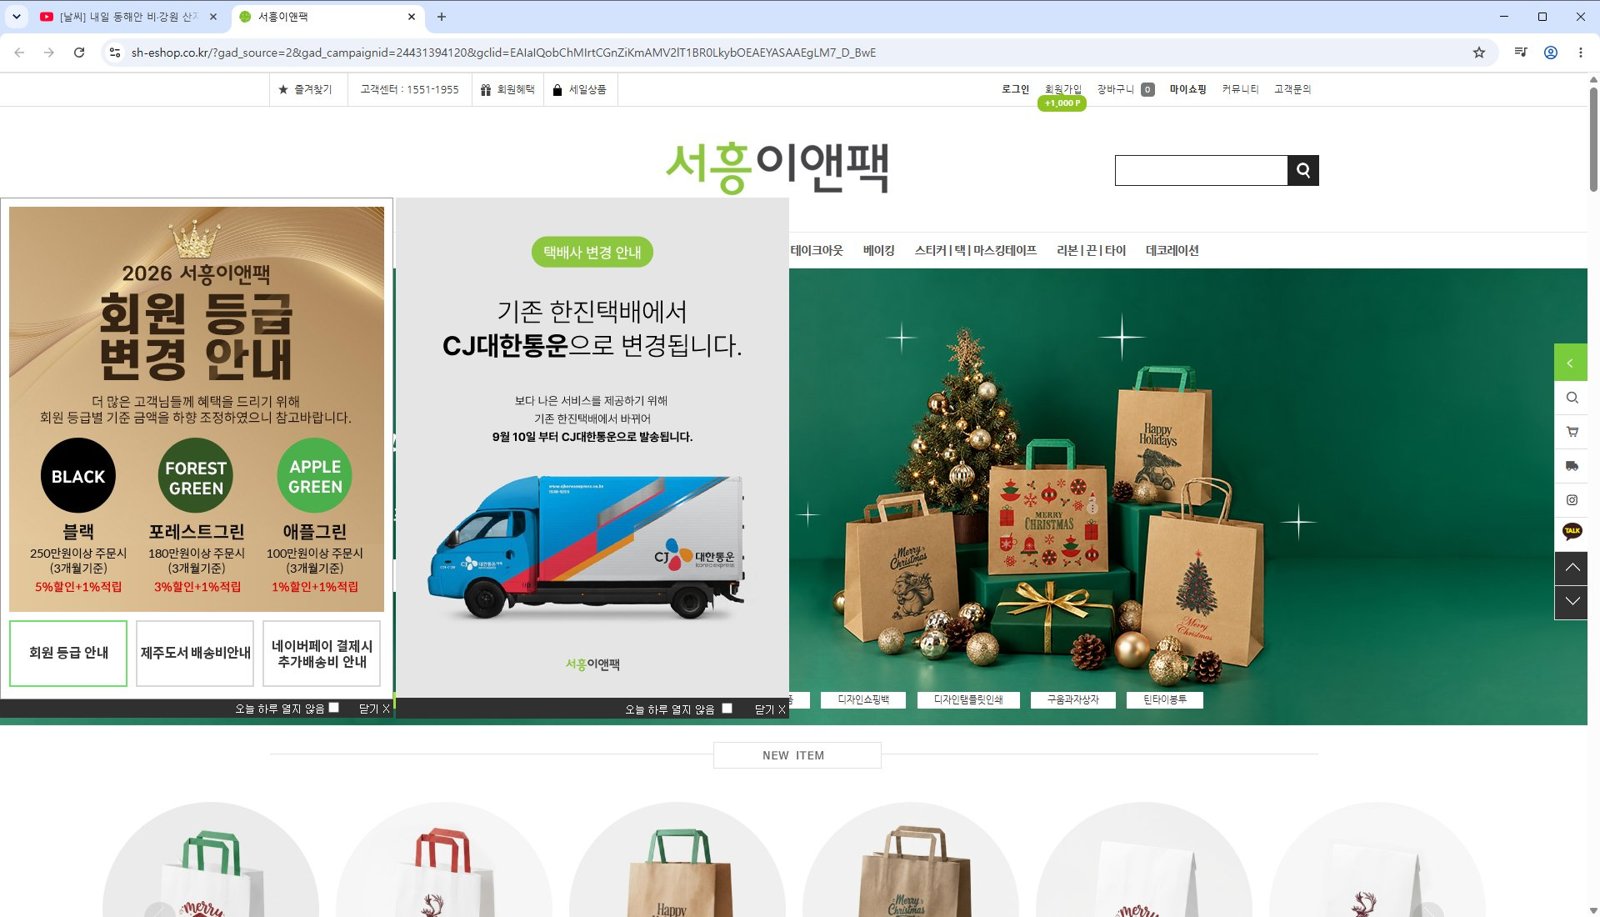 [날씨] 내일 동해안 비·강원 산지
서흥이앤팩
sh-eshop.co.kr/?gad_source=2&gad_campaignid=24431394120&gclid=EAIaIQobChMIrtCGnZiKmAMV2lT1BR0LkybOEAEYASAAEgLM7_D_BwE
즐겨찾기
고객센터 : 1551-1955
회원혜택
세일상품
로그인
회원가입
장바구니 0
마이쇼핑
커뮤니티
고객문의
+1,000 P
서흥이앤팩
테이크아웃
베이킹
스티커 | 택 | 마스킹테이프
리본 | 끈 | 타이
데코레이션
2026 서흥이앤팩
회원 등급
변경 안내
더 많은 고객님들께 혜택을 드리기 위해
회원 등급별 기준 금액을 하향 조정하였으니 참고바랍니다.
BLACK
FOREST
GREEN
APPLE
GREEN
블랙
포레스트그린
애플그린
250만원이상 주문시
180만원이상 주문시
100만원이상 주문시
(3개월기준)
(3개월기준)
(3개월기준)
5%할인+1%적립
3%할인+1%적립
1%할인+1%적립
회원 등급 안내
제주도서 배송비안내
네이버페이 결제시
추가배송비 안내
오늘 하루 열지 않음
닫기 X
택배사 변경 안내
기존 한진택배에서
CJ대한통운으로 변경됩니다.
보다 나은 서비스를 제공하기 위해
기존 한진택배에서 바뀌어
9월 10일 부터 CJ대한통운으로 발송됩니다.
CJ 대한통운
korea express
서흥이앤팩
오늘 하루 열지 않음
닫기 X
Happy
Holidays
MERRY
CHRISTMAS
Merry
Christmas
Merry
Christmas
디자인쇼핑백
디자인템플릿인쇄
구움과자상자
틴타이봉투
TALK
NEW ITEM
merry
Happy
Merry
Christmas
merry